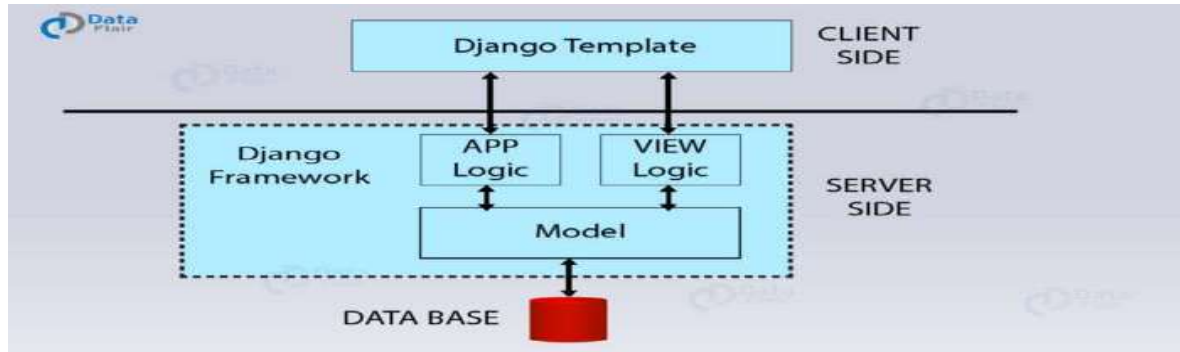 Data
Flair
Django Template
CLIENT
SIDE
Django
Framework
APP
Logic
VIEW
Logic
SERVER
SIDE
Model
DATA BASE